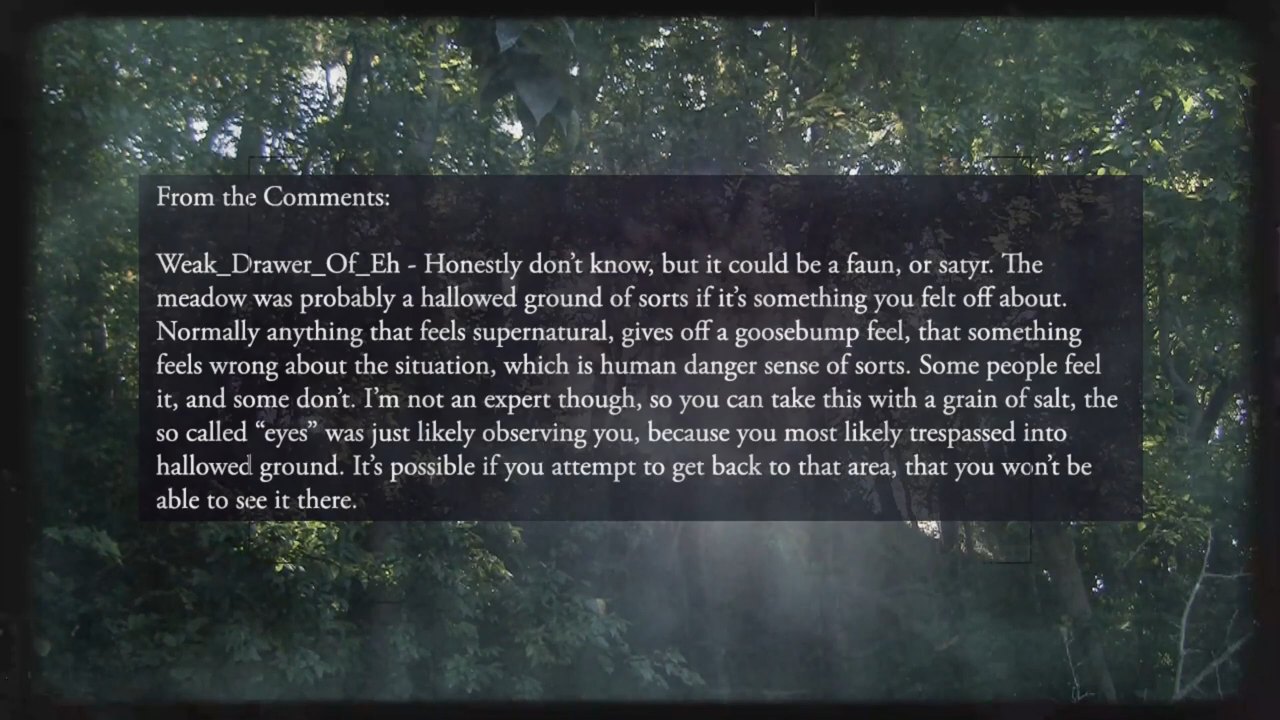 From the Comments:
Weak_Drawer_Of_Eh - Honestly don’t know, but it could be a faun, or satyr. The
meadow was probably a hallowed ground of sorts if it’s something you felt off about.
Normally anything that feels supernatural, gives off a goosebump feel, that something
feels wrong about the situation, which is human danger sense of sorts. Some people feel
it, and some don’t. I’m not an expert though, so you can take this with a grain of salt, the
so called “eyes” was just likely observing you, because you most likely trespassed into
hallowed ground. It’s possible if you attempt to get back to that area, that you won’t be
able to see it there.